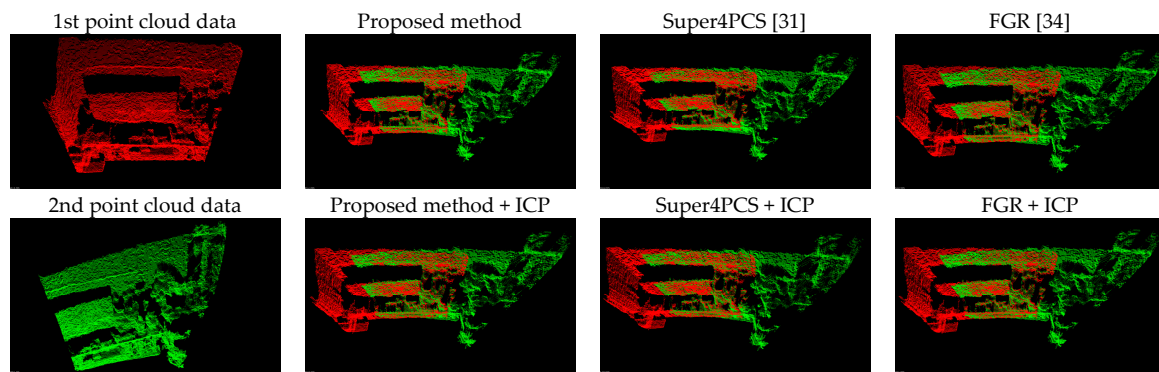 1st point cloud data
Proposed method
Super4PCS [31]
FGR [34]
2nd point cloud data
Proposed method + ICP
Super4PCS + ICP
FGR + ICP